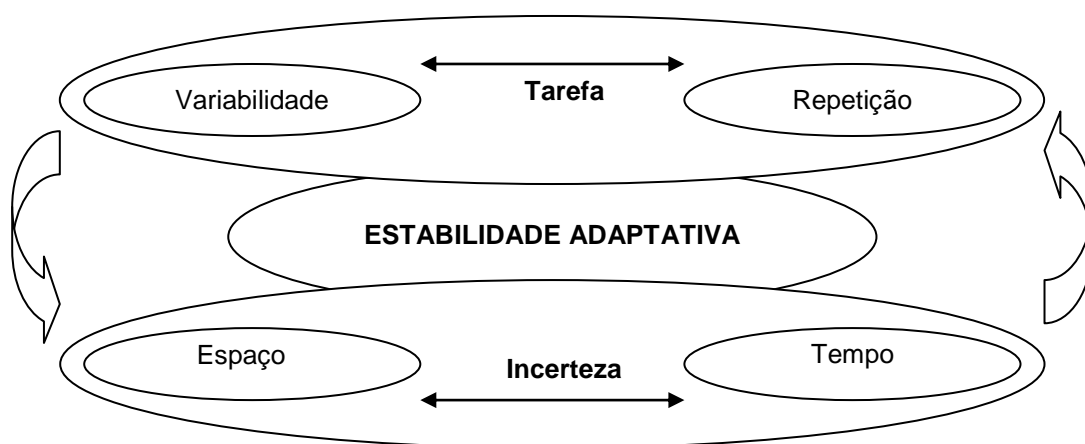 Variabilidade
Tarefa
Repetição
ESTABILIDADE ADAPTATIVA
Espaço
Incerteza
Tempo